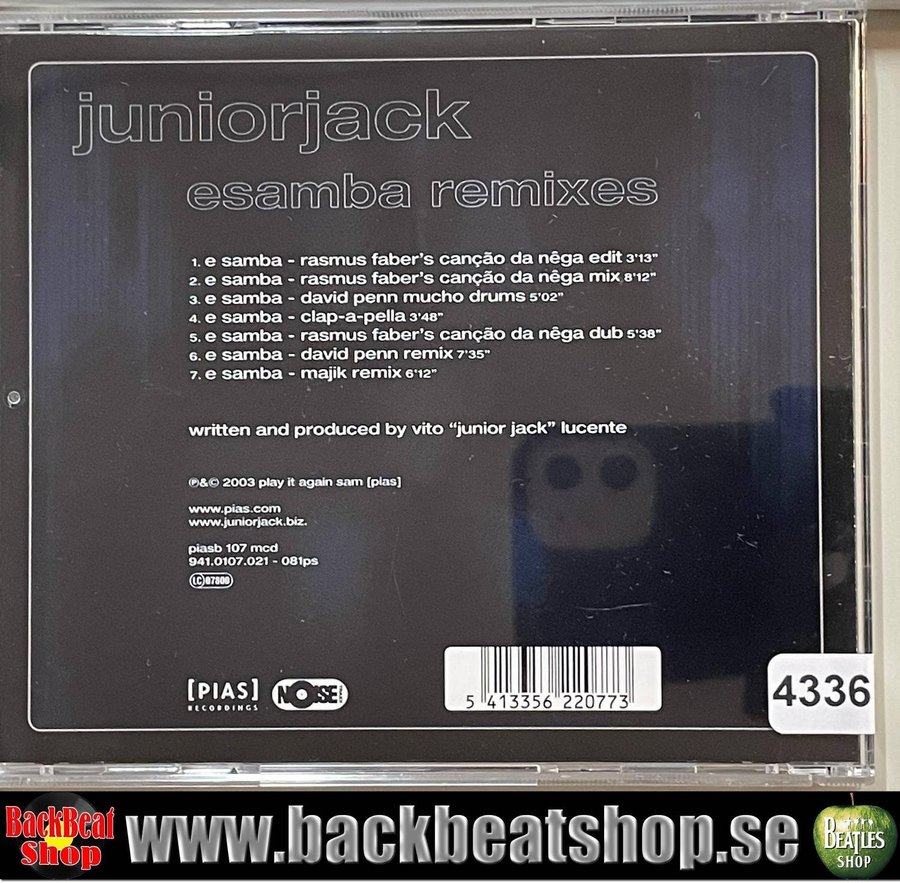 juniorjack
esamba remixes
1. e samba - rasmus faber's canção da nêga edit 3'13"
2. e samba - rasmus faber's canção da nêga mix 8'12"
3. e samba - david penn mucho drums 5'02"
4. e samba - clap-a-pella 3'48"
5. e samba - rasmus faber's canção da nêga dub 5'38"
6. e samba - david penn remix 7'35"
7. e samba - majik remix 6'12"
written and produced by vito "junior jack" lucente
℗&© 2003 play it again sam [pias]
www.pias.com
www.juniorjack.biz.
piasb 107 mcd
941.0107.021 - 081ps
LC 07800
[PIAS]
RECORDINGS
NOISE
5 413356 220773
4336
BackBeat
Shop
www.backbeatshop.se
BEATLES
SHOP